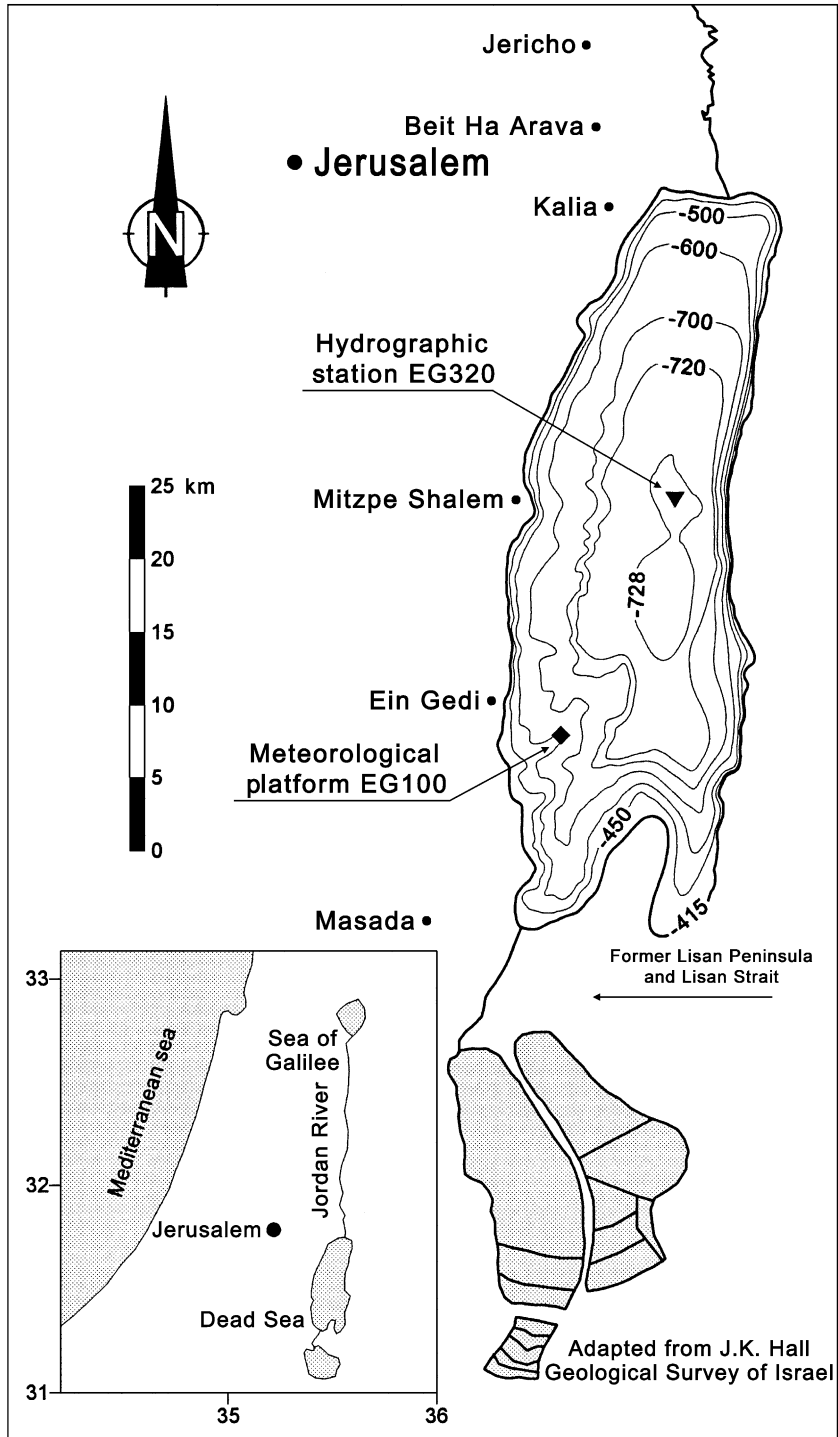 Jericho
Beit Ha Arava
Jerusalem
Kalia
N
-500
-600
-700
-720
Hydrographic
station EG320
25 km
20
15
10
5
0
Mitzpe Shalem
-728
Ein Gedi
Meteorological
platform EG100
-450
-415
Masada
Former Lisan Peninsula
and Lisan Strait
33
32
31
35
36
Mediterranean sea
Sea of
Galilee
Jordan River
Jerusalem
Dead Sea
Adapted from J.K. Hall
Geological Survey of Israel